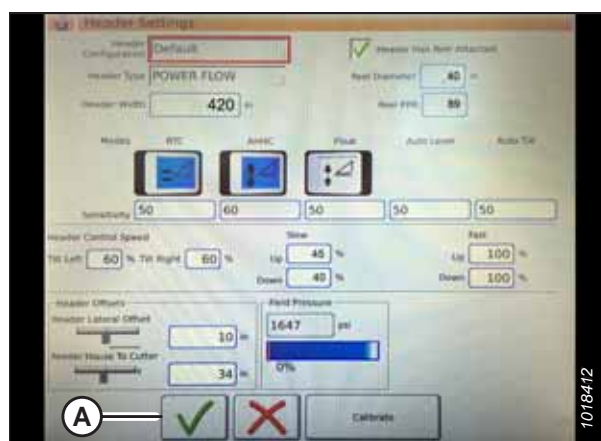 Header Settings
Header Configuration Default
Header Has Reel Attached
Header Type POWER FLOW
Reel Diameter 40 in
Header Width 420 in
Reel PPR 89
Modes RTC AHHC Float Auto Level Auto Tilt
Sensitivity 50 60 50 50 50
Header Control Speed
Slow Fast
Tilt Left 60 % Tilt Right 60 % Up 45 % Up 100 %
Down 40 % Down 100 %
Header Offsets Field Pressure
Header Lateral Offset
10 in 1647 psi
Feeder House To Cutter
34 in 0%
A Calibrate
1018412